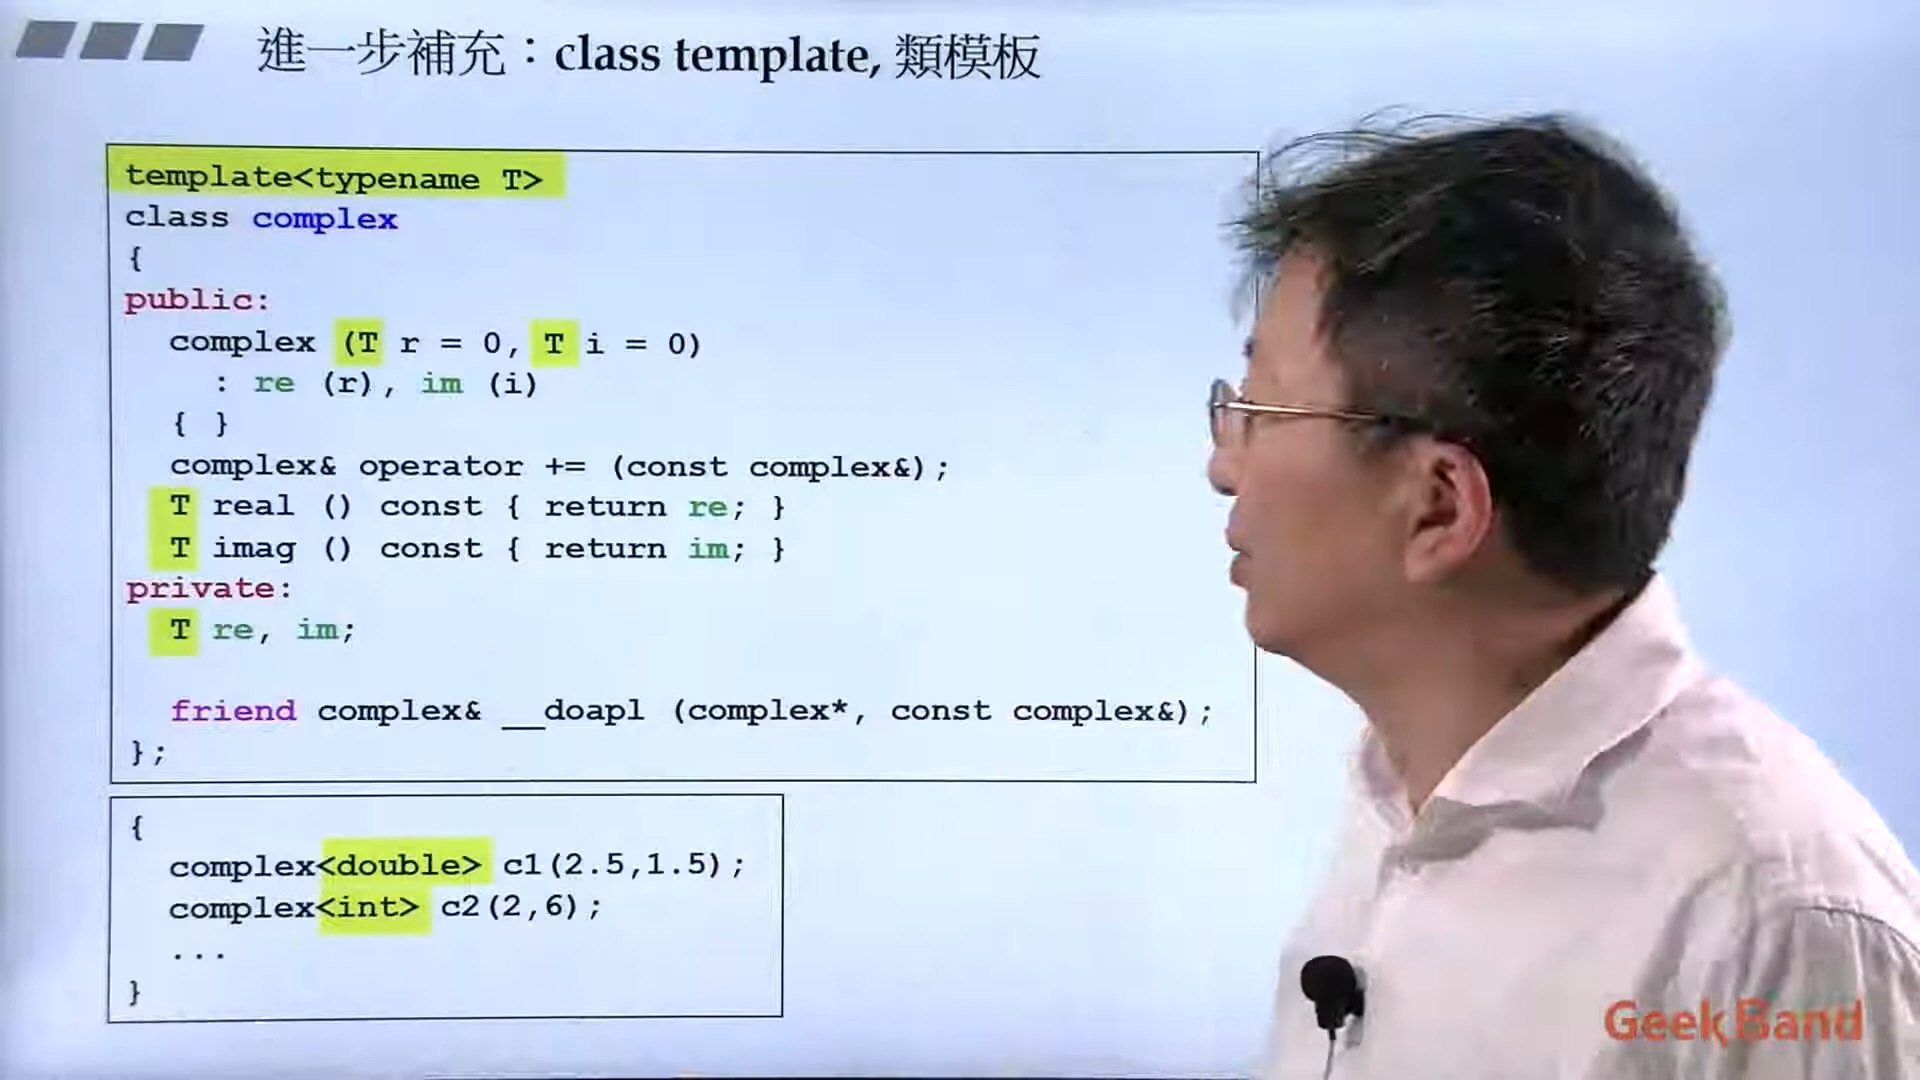 進一步補充：class template, 類模板
template<typename T>
class complex
{
public:
complex (T r = 0, T i = 0)
: re (r), im (i)
{ }
complex& operator += (const complex&);
T real () const { return re; }
T imag () const { return im; }
private:
T re, im;
friend complex& __doapl (complex*, const complex&);
};
{
complex<double> c1(2.5,1.5);
complex<int> c2(2,6);
...
}
GeekBand